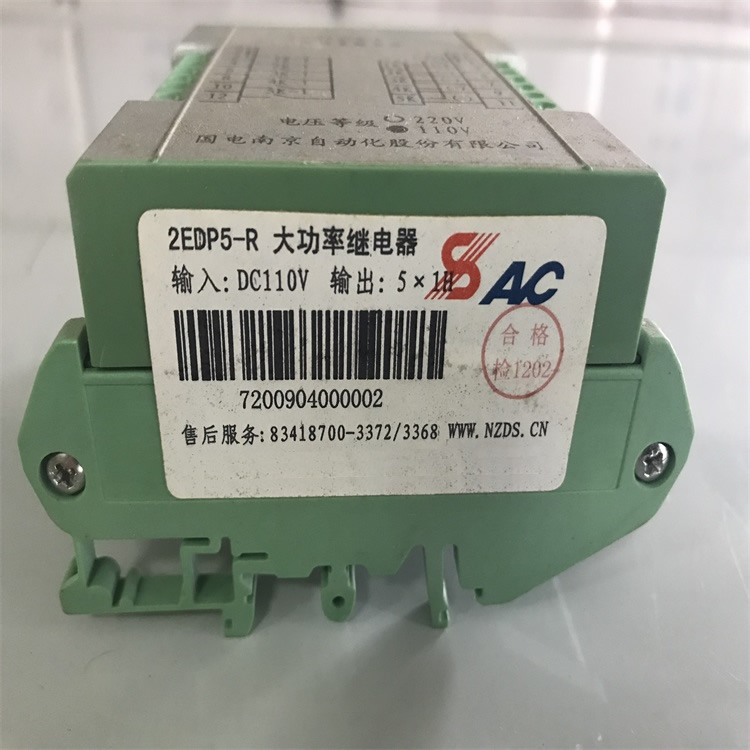 电压等级 220V
110V
国电南京自动化股份有限公司
2EDP5-R 大功率继电器
SAC
输入: DC110V 输出: 5×1H
合格
检1202
7200904000002
售后服务: 83418700-3372/3368 WWW.NZDS.CN